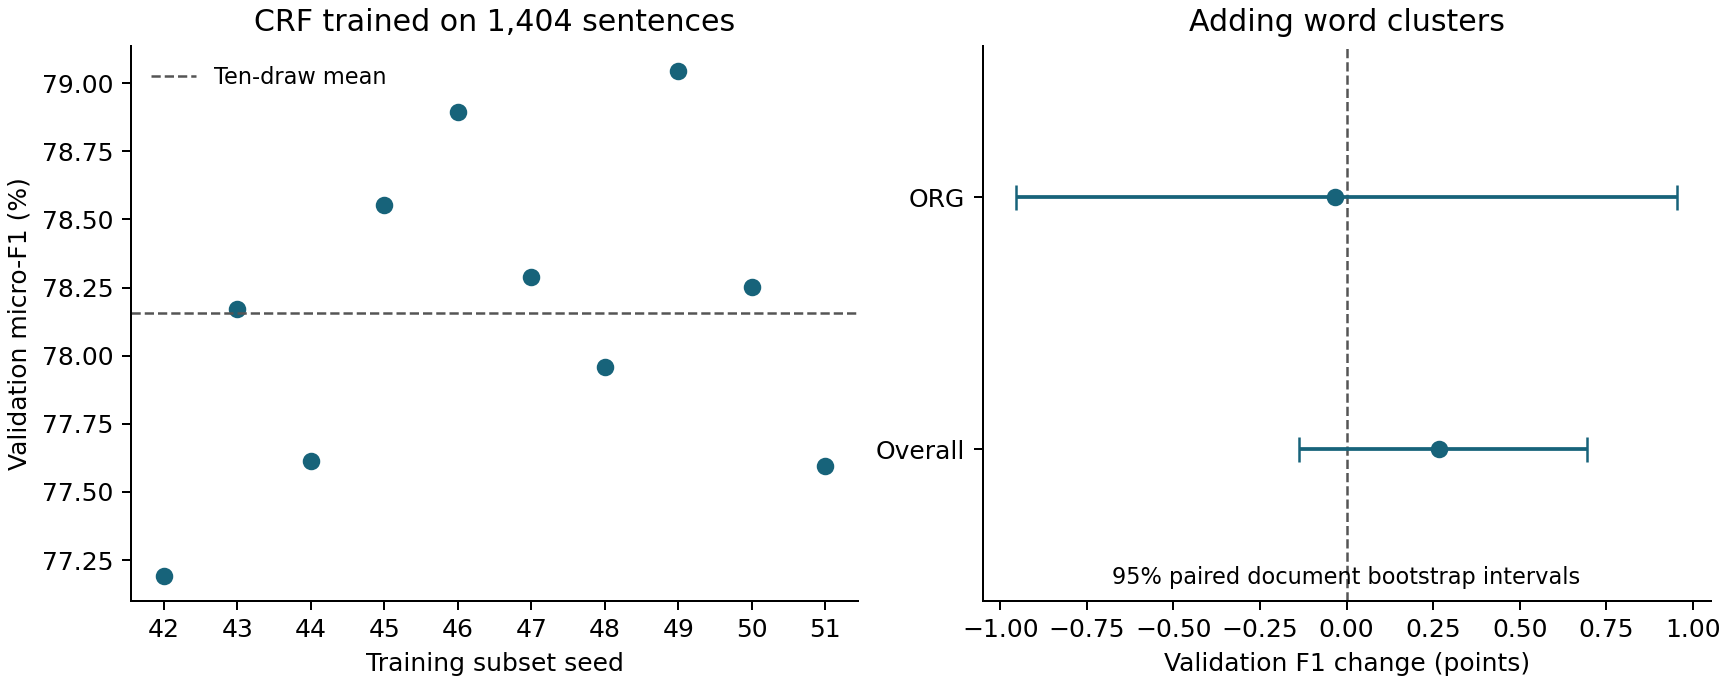 CRF trained on 1,404 sentences
Ten-draw mean
Validation micro-F1 (%)
79.00
78.75
78.50
78.25
78.00
77.75
77.50
77.25
42 43 44 45 46 47 48 49 50 51
Training subset seed
Adding word clusters
ORG
Overall
95% paired document bootstrap intervals
−1.00 −0.75 −0.50 −0.25 0.00 0.25 0.50 0.75 1.00
Validation F1 change (points)